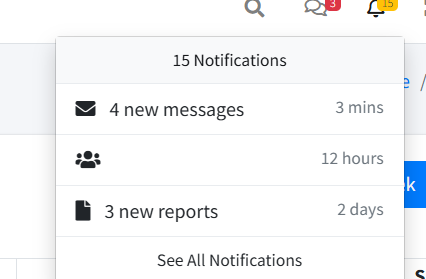 3
15
15 Notifications
4 new messages 3 mins
12 hours
3 new reports 2 days
See All Notifications